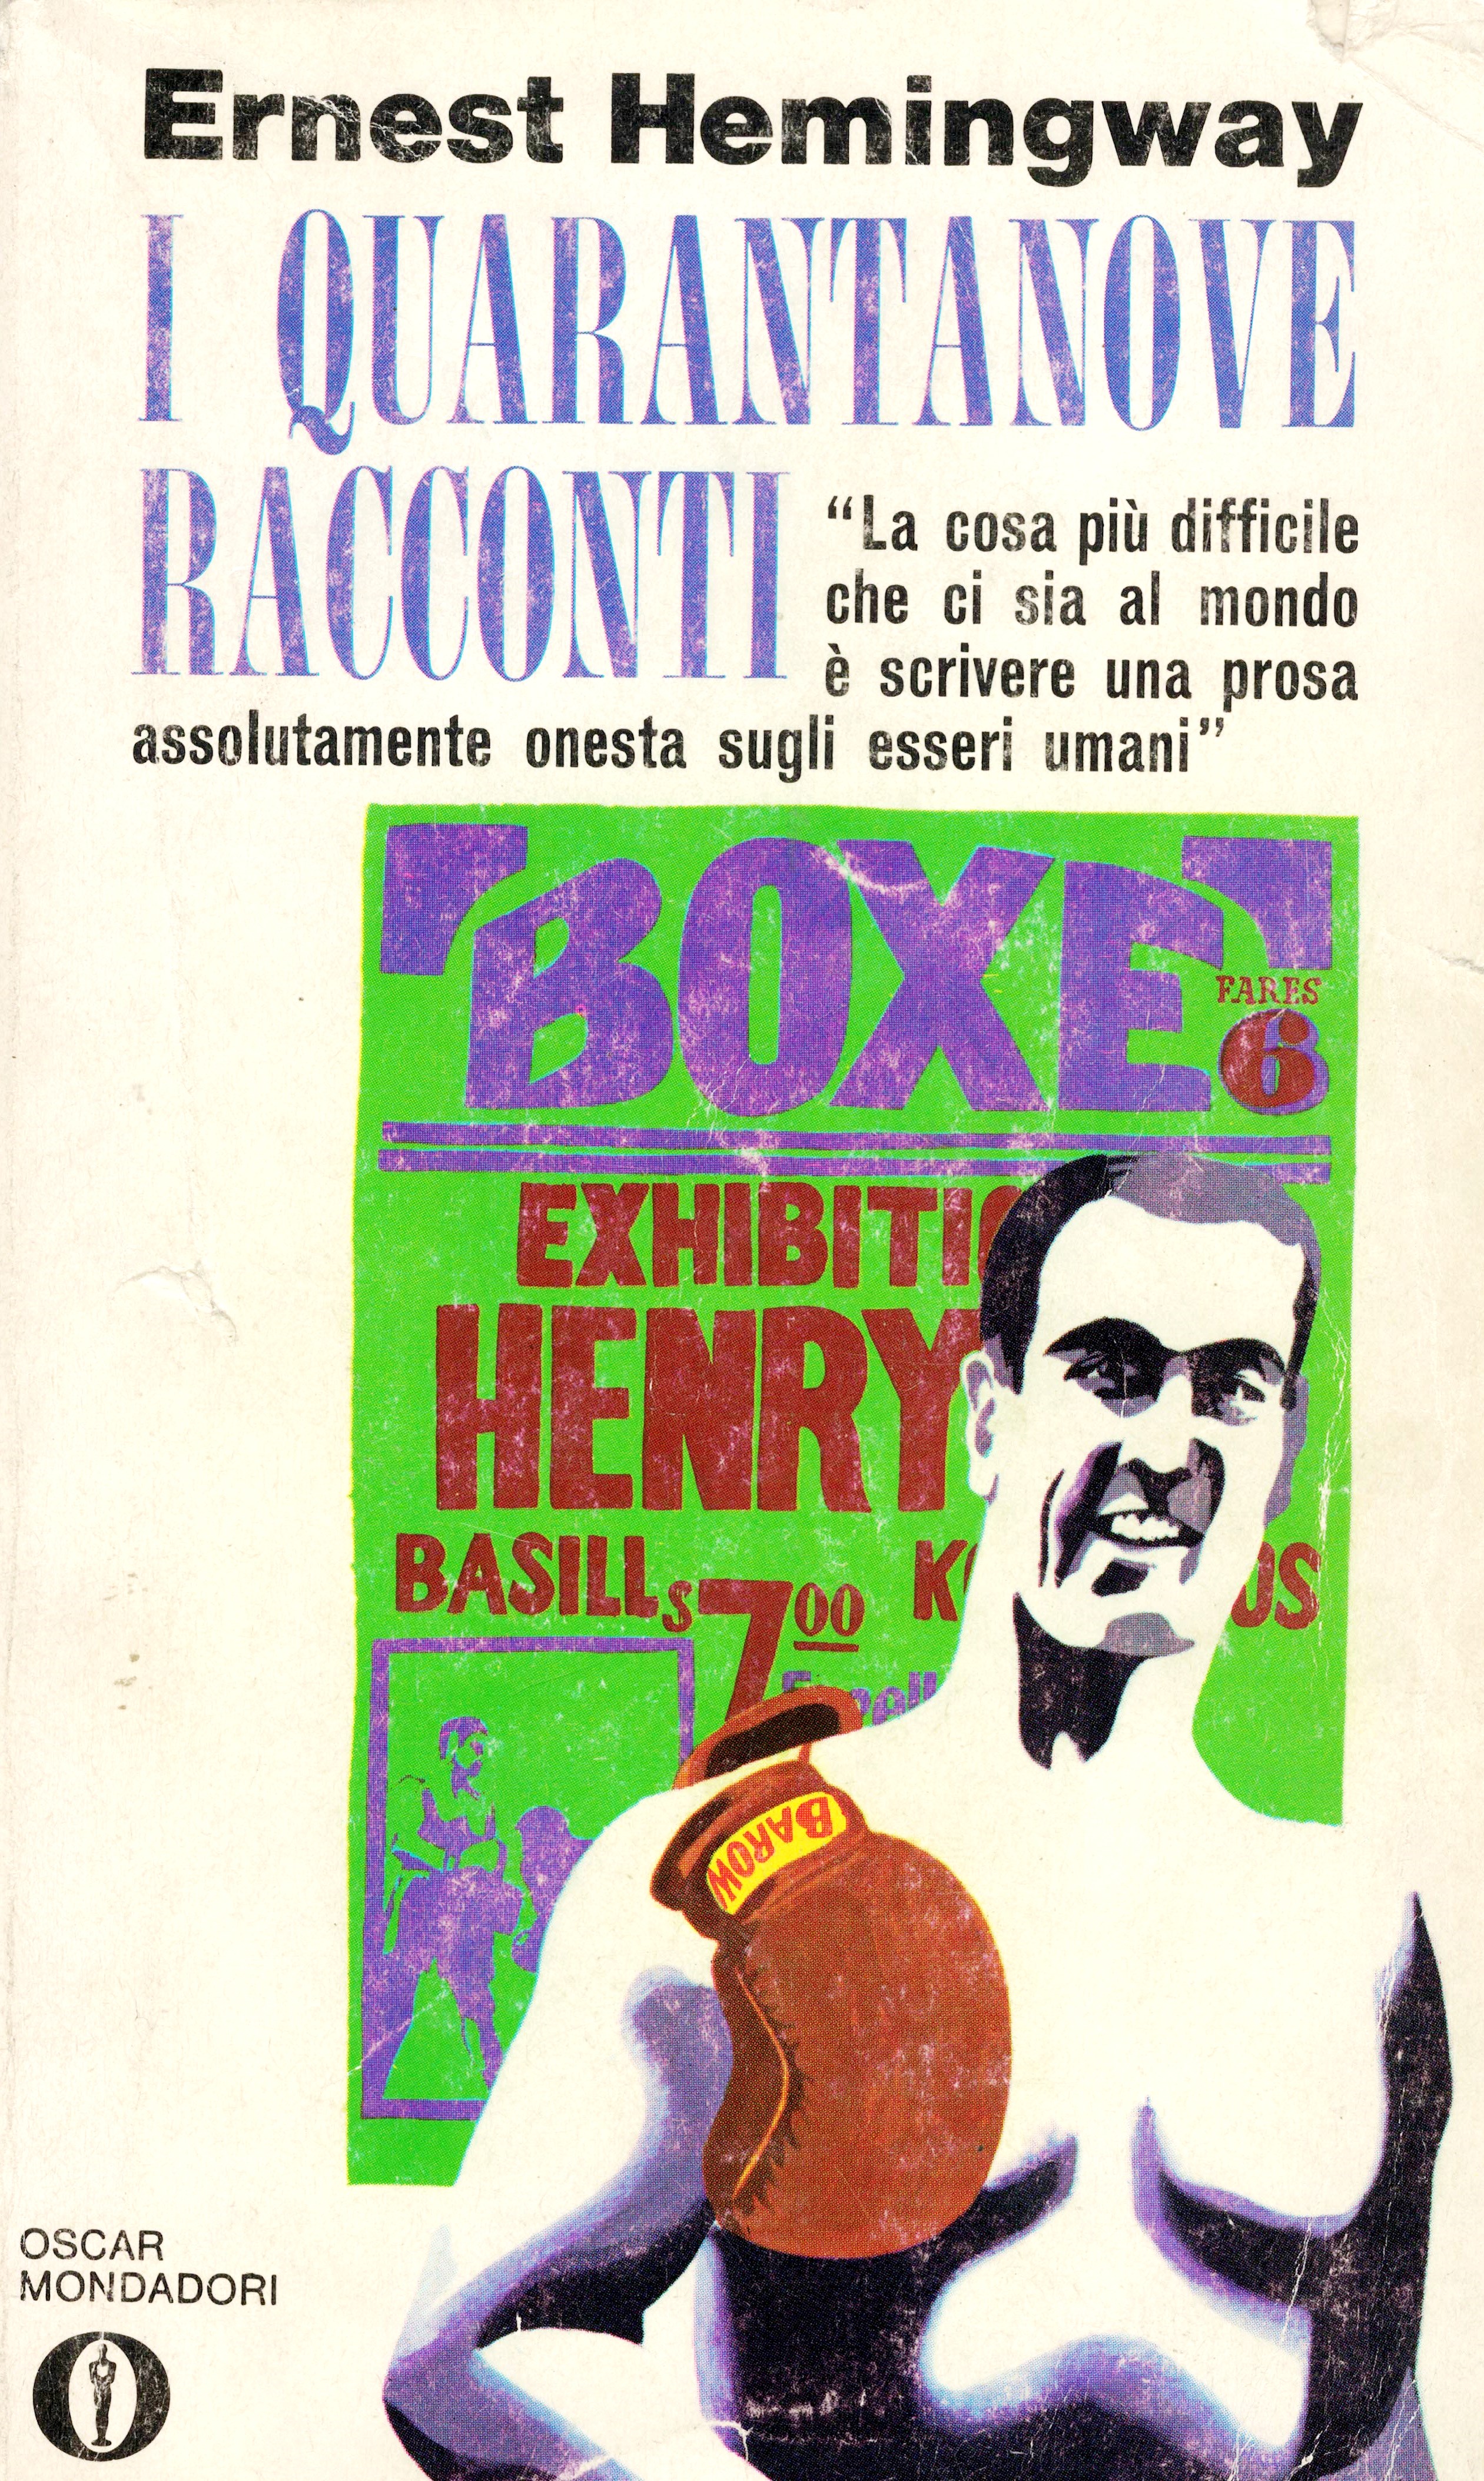 Ernest Hemingway
I QUARANTANOVE
RACCONTI
“La cosa più difficile
che ci sia al mondo
è scrivere una prosa
assolutamente onesta sugli esseri umani”
"BOXE"
FARES
6
EXHIBITIO
HENRY
BASILL $7.00
BAROW
OSCAR
MONDADORI